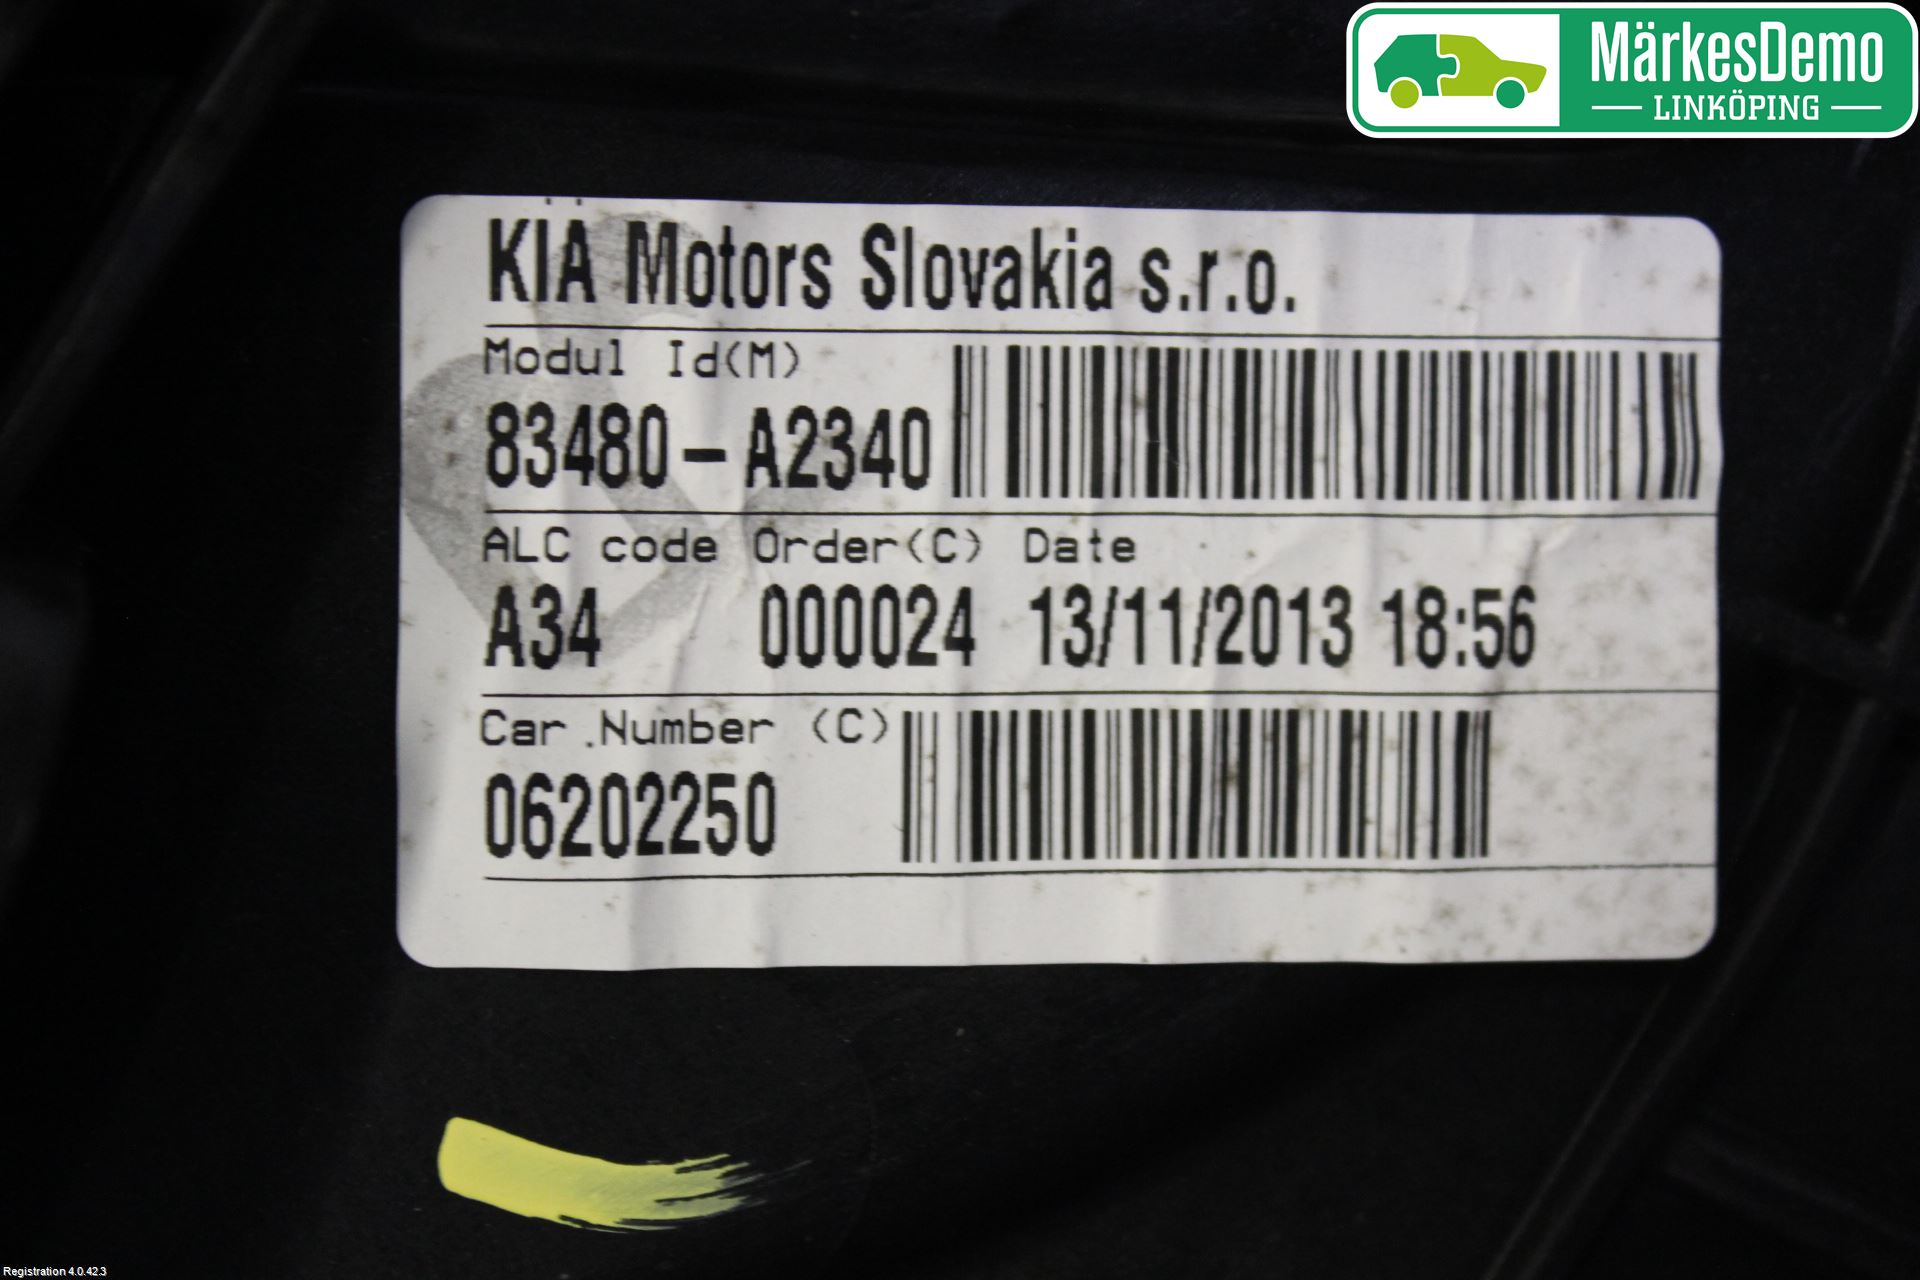 MärkesDemo
LINKÖPING
KIA Motors Slovakia s.r.o.
Modul Id(M)
83480-A2340
ALC code Order(C) Date
A34 000024 13/11/2013 18:56
Car.Number (C)
06202250
Registration 4.0.42.3